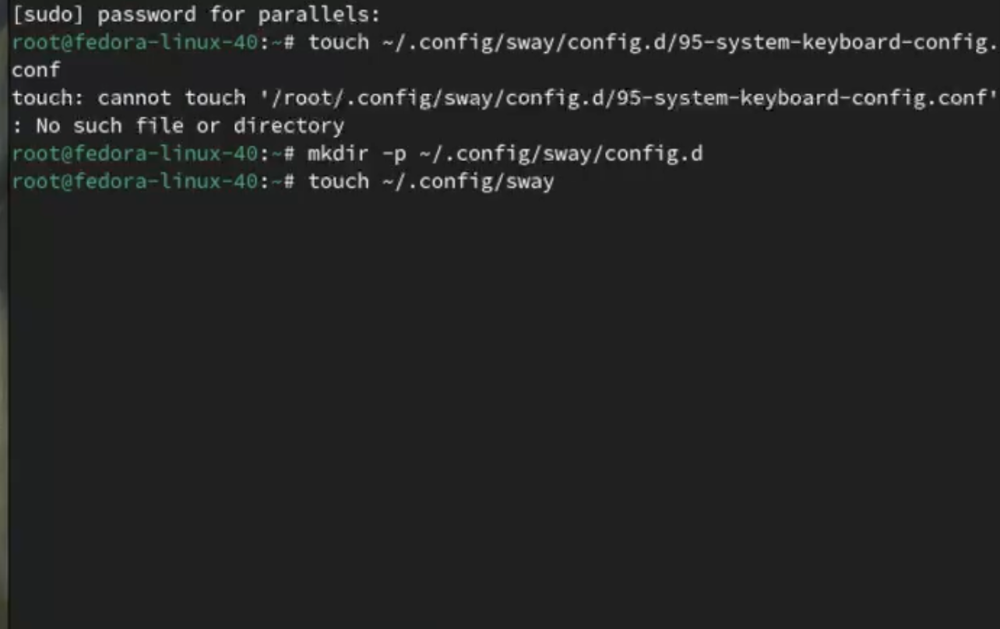 [sudo] password for parallels:
root@fedora-linux-40:~# touch ~/.config/sway/config.d/95-system-keyboard-config.
conf
touch: cannot touch '/root/.config/sway/config.d/95-system-keyboard-config.conf'
: No such file or directory
root@fedora-linux-40:~# mkdir -p ~/.config/sway/config.d
root@fedora-linux-40:~# touch ~/.config/sway